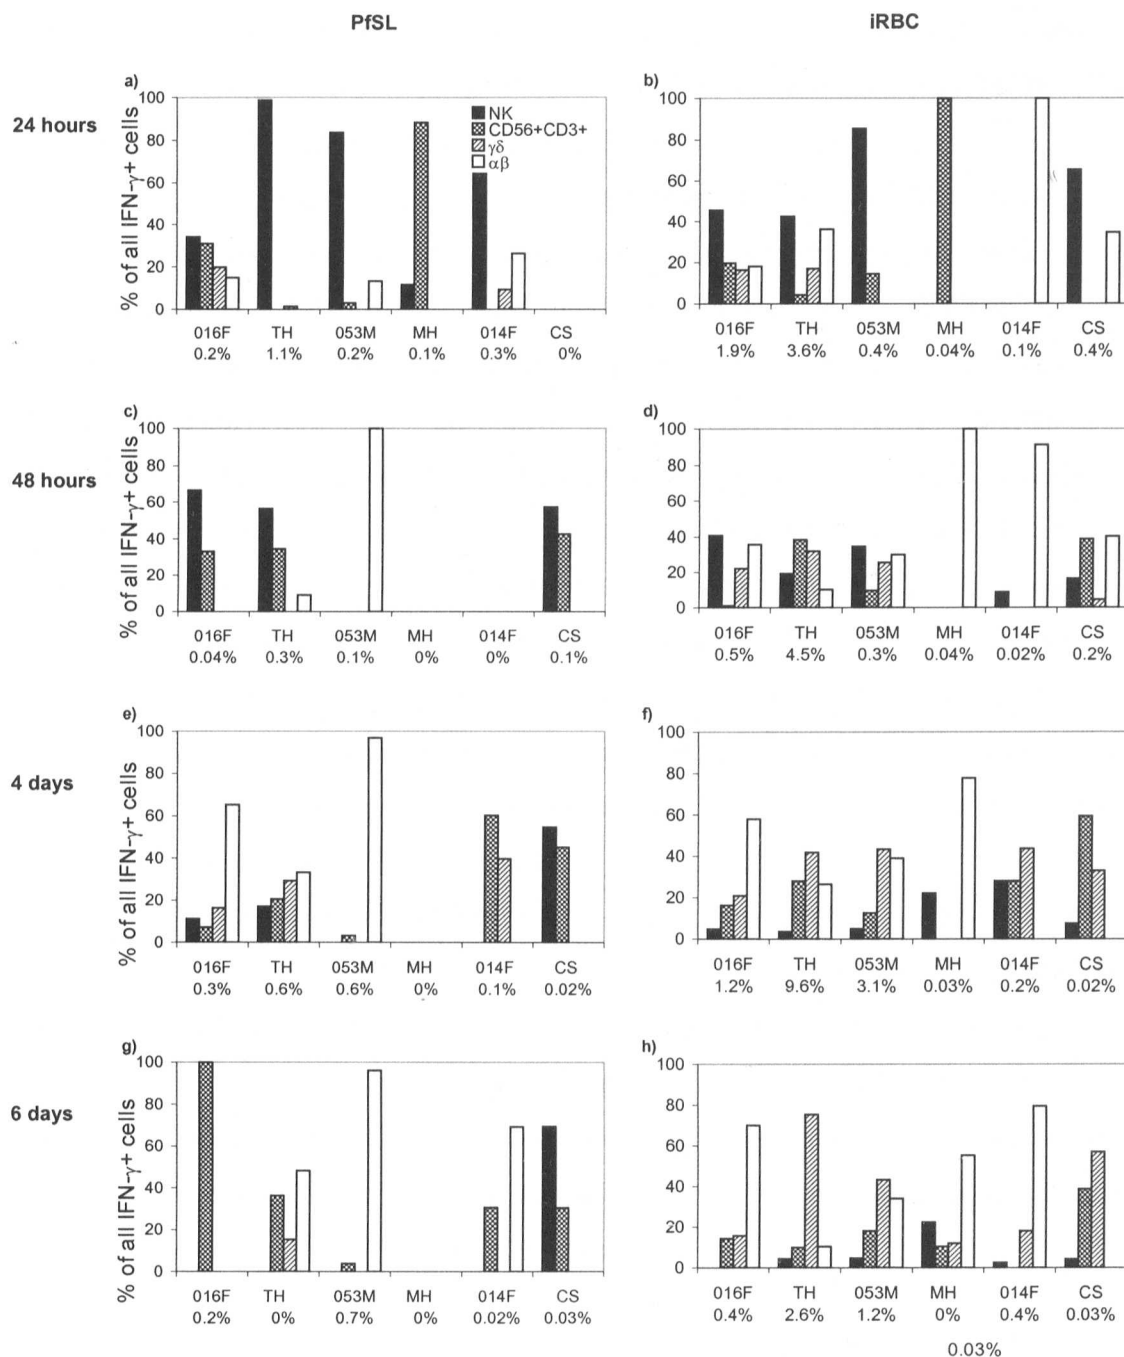 PfSL
iRBC
24 hours
a)
% of all IFN-γ+ cells
100
80
60
40
20
0
NK
CD56+CD3+
γδ
αβ
016F TH 053M MH 014F CS
0.2% 1.1% 0.2% 0.1% 0.3% 0%
b)
100
80
60
40
20
0
016F TH 053M MH 014F CS
1.9% 3.6% 0.4% 0.04% 0.1% 0.4%
48 hours
c)
% of all IFN-γ+ cells
100
80
60
40
20
0
016F TH 053M MH 014F CS
0.04% 0.3% 0.1% 0% 0% 0.1%
d)
100
80
60
40
20
0
016F TH 053M MH 014F CS
0.5% 4.5% 0.3% 0.04% 0.02% 0.2%
4 days
e)
% of all IFN-γ+ cells
100
80
60
40
20
0
016F TH 053M MH 014F CS
0.3% 0.6% 0.6% 0% 0.1% 0.02%
f)
100
80
60
40
20
0
016F TH 053M MH 014F CS
1.2% 9.6% 3.1% 0.03% 0.2% 0.02%
6 days
g)
% of all IFN-γ+ cells
100
80
60
40
20
0
016F TH 053M MH 014F CS
0.2% 0% 0.7% 0% 0.02% 0.03%
h)
100
80
60
40
20
0
016F TH 053M MH 014F CS
0.4% 2.6% 1.2% 0% 0.4% 0.03%
0.03%